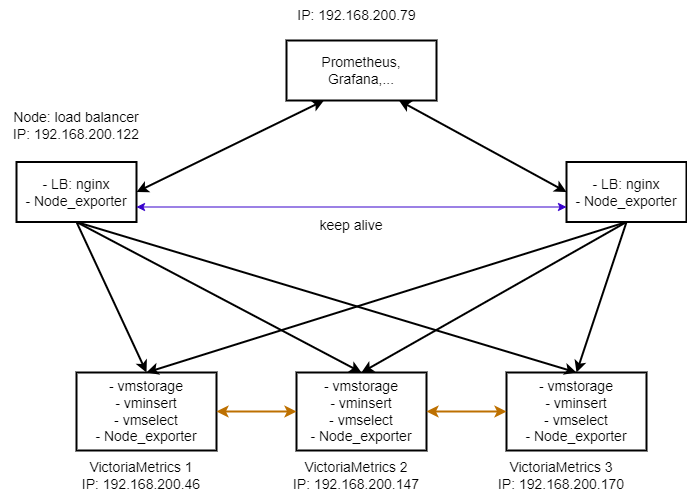 IP: 192.168.200.79
Prometheus,
Grafana,...
Node: load balancer
IP: 192.168.200.122
- LB: nginx
- Node_exporter
- LB: nginx
- Node_exporter
keep alive
- vmstorage
- vminsert
- vmselect
- Node_exporter
- vmstorage
- vminsert
- vmselect
- Node_exporter
- vmstorage
- vminsert
- vmselect
- Node_exporter
VictoriaMetrics 1
IP: 192.168.200.46
VictoriaMetrics 2
IP: 192.168.200.147
VictoriaMetrics 3
IP: 192.168.200.170